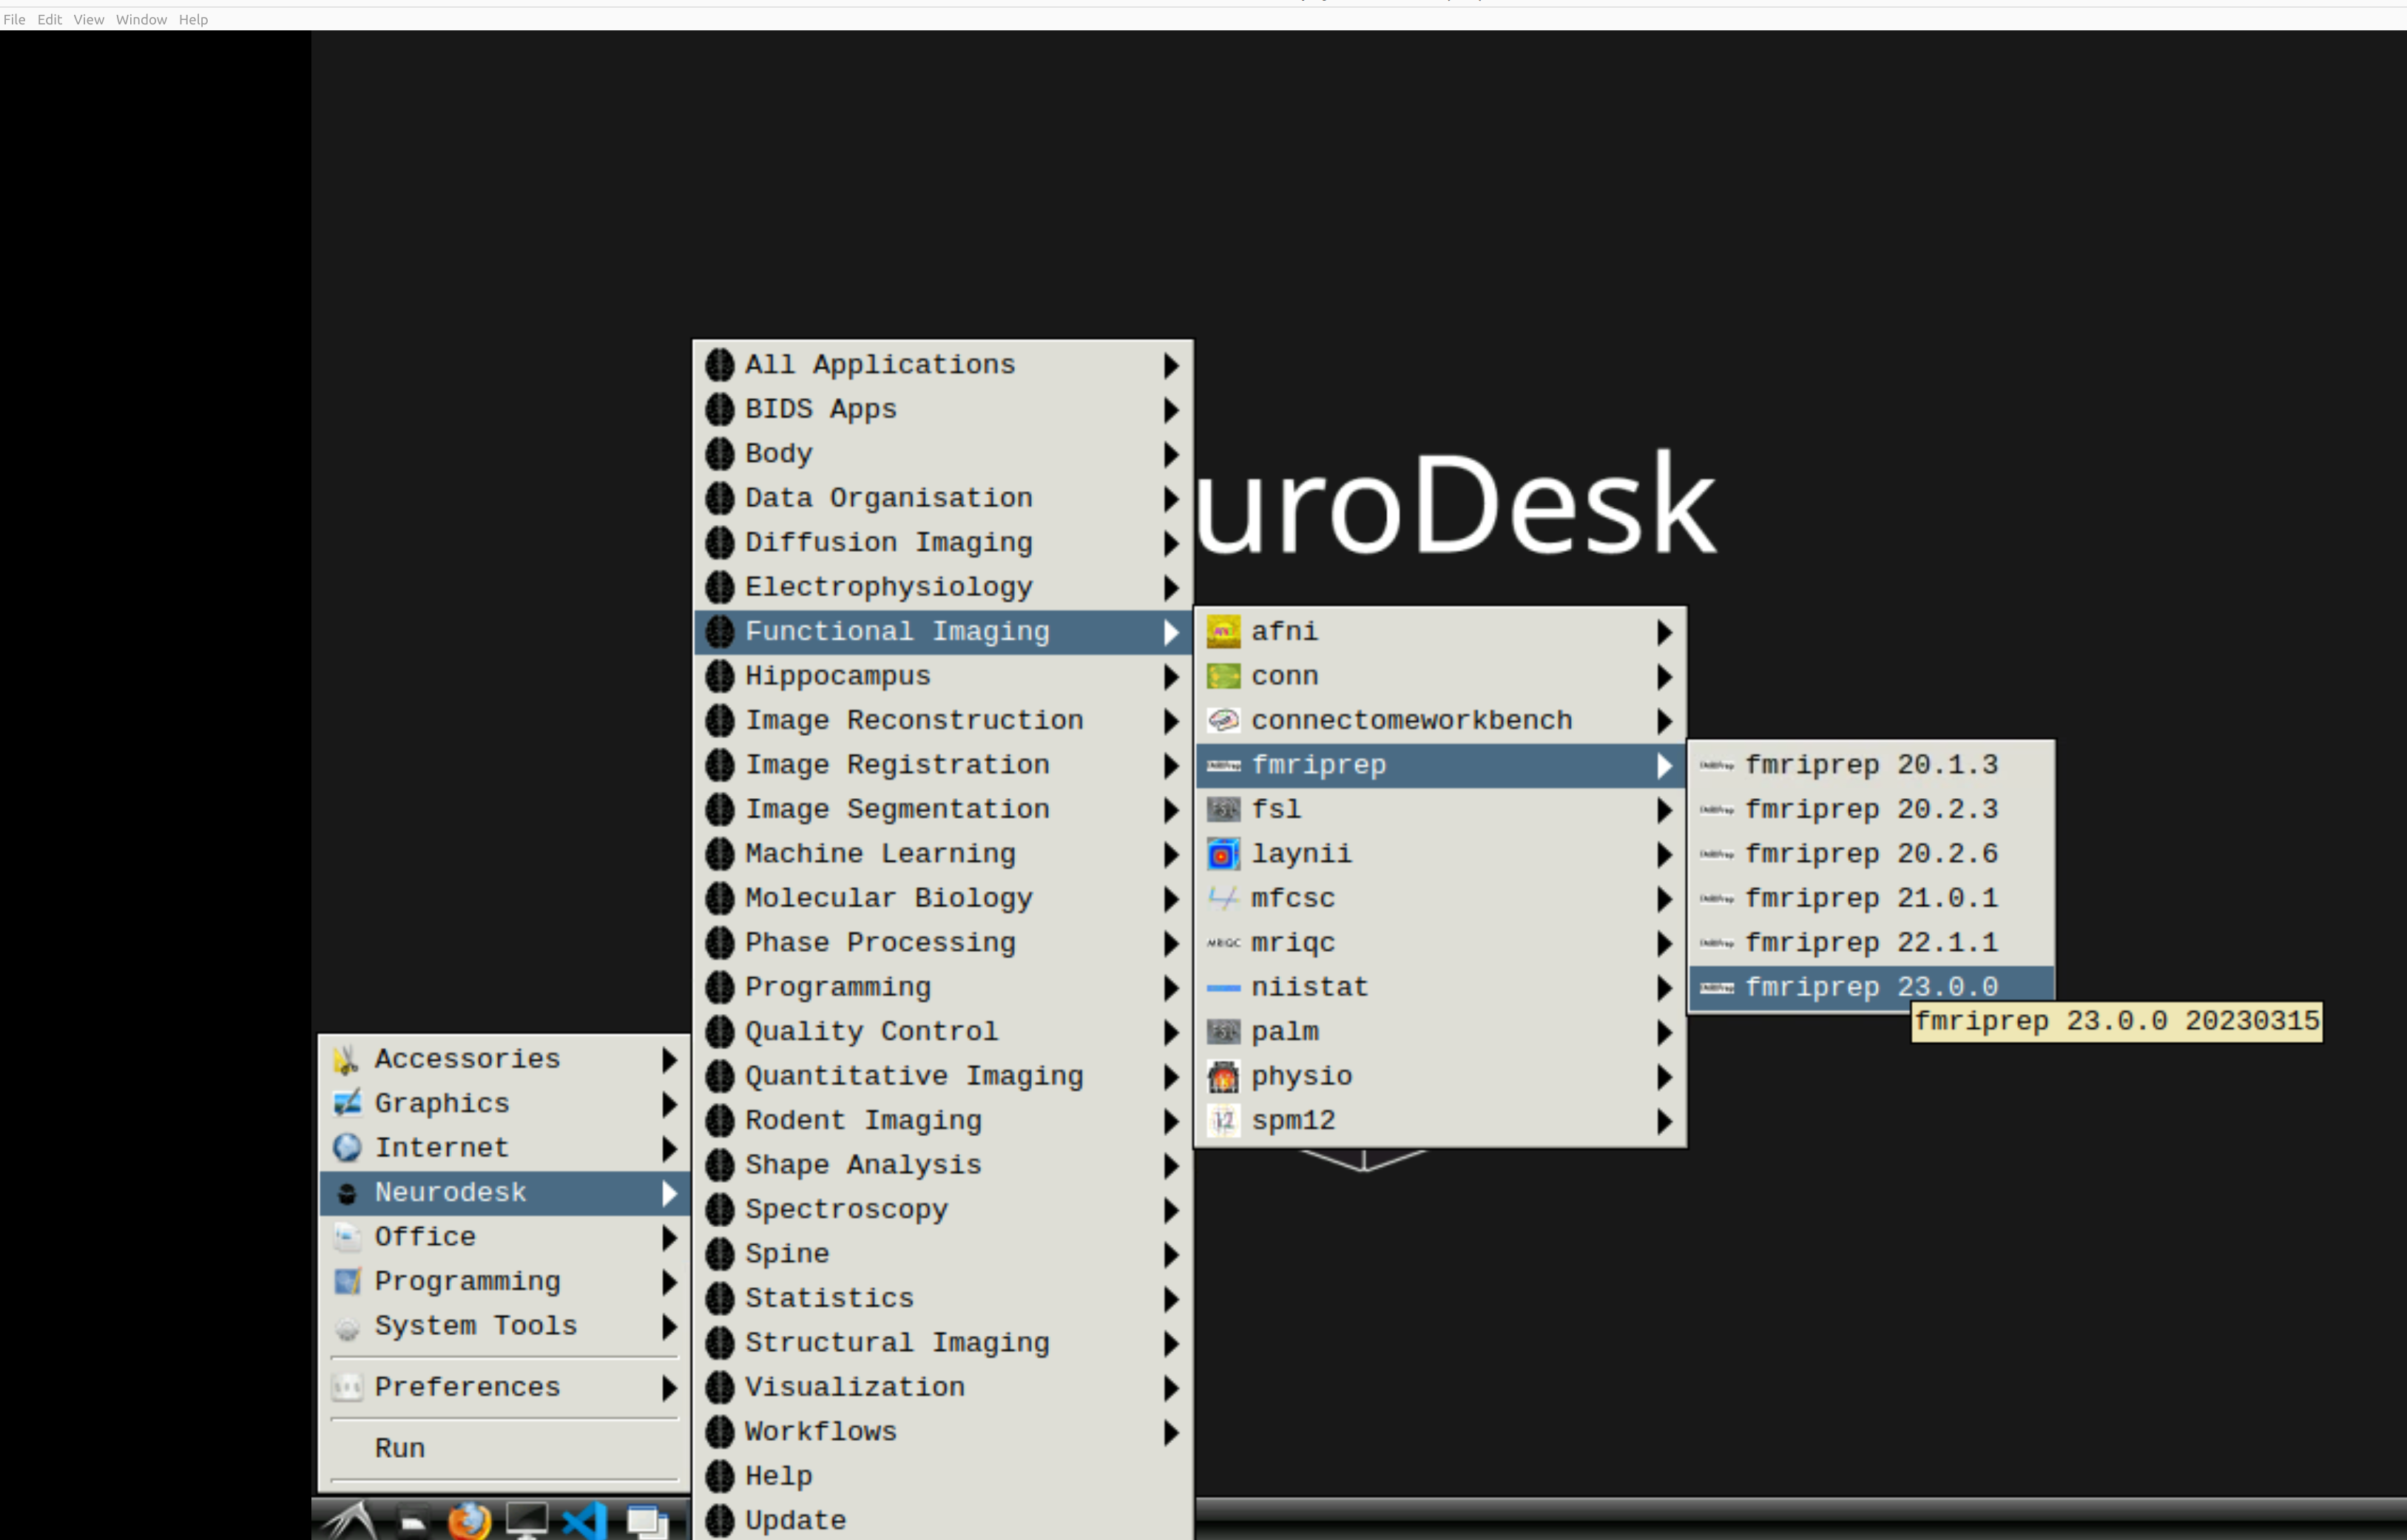 File Edit View Window Help
uroDesk
All Applications
BIDS Apps
Body
Data Organisation
Diffusion Imaging
Electrophysiology
Functional Imaging
Hippocampus
Image Reconstruction
Image Registration
Image Segmentation
Machine Learning
Molecular Biology
Phase Processing
Programming
Quality Control
Quantitative Imaging
Rodent Imaging
Shape Analysis
Spectroscopy
Spine
Statistics
Structural Imaging
Visualization
Workflows
Help
Update
afni
conn
connectomeworkbench
fmriprep
fsl
laynii
mfcsc
MRIQC mriqc
niistat
palm
physio
spm12
fmriprep 20.1.3
fmriprep 20.2.3
fmriprep 20.2.6
fmriprep 21.0.1
fmriprep 22.1.1
fmriprep 23.0.0
fmriprep 23.0.0 20230315
Accessories
Graphics
Internet
Neurodesk
Office
Programming
System Tools
Preferences
Run